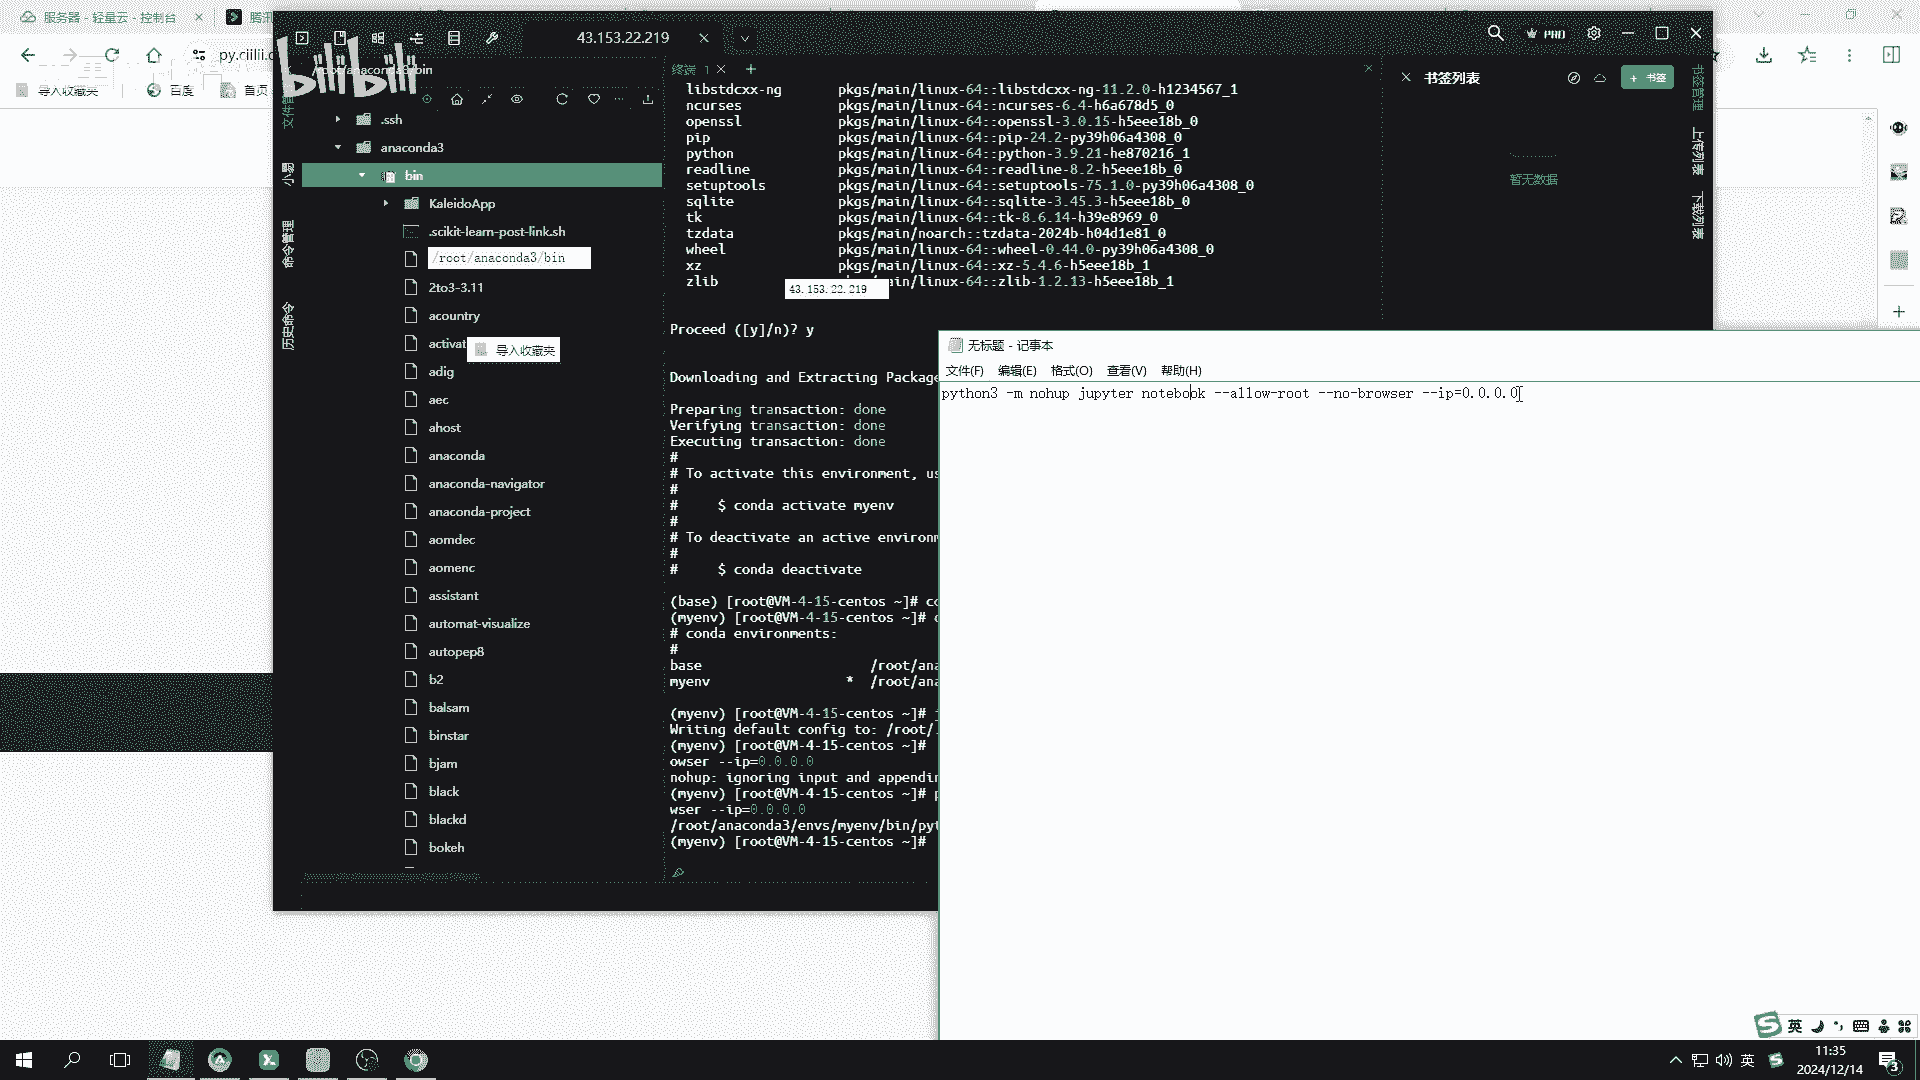 服务器 - 轻量云 - 控制台
腾讯
43.153.22.219
PRO
py.ciilii.c
bilibili
/root/anaconda3/bin
终端 1
书签列表
+ 书签
书签管理
导入收藏夹
百度
首页
文件管
小易
命令管理
历史命令
上传列表
下载列表
暂无数据
.ssh
anaconda3
bin
KaleidoApp
.scikit-learn-post-link.sh
/root/anaconda3/bin
2to3-3.11
acountry
activat
导入收藏夹
adig
aec
ahost
anaconda
anaconda-navigator
anaconda-project
aomdec
aomenc
assistant
automat-visualize
autopep8
b2
balsam
binstar
bjam
black
blackd
bokeh
libstdcxx-ng pkgs/main/linux-64::libstdcxx-ng-11.2.0-h1234567_1
ncurses pkgs/main/linux-64::ncurses-6.4-h6a678d5_0
openssl pkgs/main/linux-64::openssl-3.0.15-h5eee18b_0
pip pkgs/main/linux-64::pip-24.2-py39h06a4308_0
python pkgs/main/linux-64::python-3.9.21-he870216_1
readline pkgs/main/linux-64::readline-8.2-h5eee18b_0
setuptools pkgs/main/linux-64::setuptools-75.1.0-py39h06a4308_0
sqlite pkgs/main/linux-64::sqlite-3.45.3-h5eee18b_0
tk pkgs/main/linux-64::tk-8.6.14-h39e8969_0
tzdata pkgs/main/noarch::tzdata-2024b-h04d1e81_0
wheel pkgs/main/linux-64::wheel-0.44.0-py39h06a4308_0
xz pkgs/main/linux-64::xz-5.4.6-h5eee18b_1
zlib ain/linux-64::zlib-1.2.13-h5eee18b_1
43.153.22.219
Proceed ([y]/n)? y
Downloading and Extracting Package
Preparing transaction: done
Verifying transaction: done
Executing transaction: done
#
# To activate this environment, us
#
# $ conda activate myenv
#
# To deactivate an active environm
#
# $ conda deactivate
(base) [root@VM-4-15-centos ~]# co
(myenv) [root@VM-4-15-centos ~]# c
# conda environments:
#
base /root/ana
myenv * /root/ana
(myenv) [root@VM-4-15-centos ~]# j
Writing default config to: /root/.
(myenv) [root@VM-4-15-centos ~]#
owser --ip=0.0.0.0
nohup: ignoring input and appendin
(myenv) [root@VM-4-15-centos ~]# p
wser --ip=0.0.0.0
/root/anaconda3/envs/myenv/bin/pyt
(myenv) [root@VM-4-15-centos ~]#
无标题 - 记事本
文件(F) 编辑(E) 格式(O) 查看(V) 帮助(H)
python3 -m nohup jupyter notebook --allow-root --no-browser --ip=0.0.0.0
英
英
11:35
2024/12/14
3